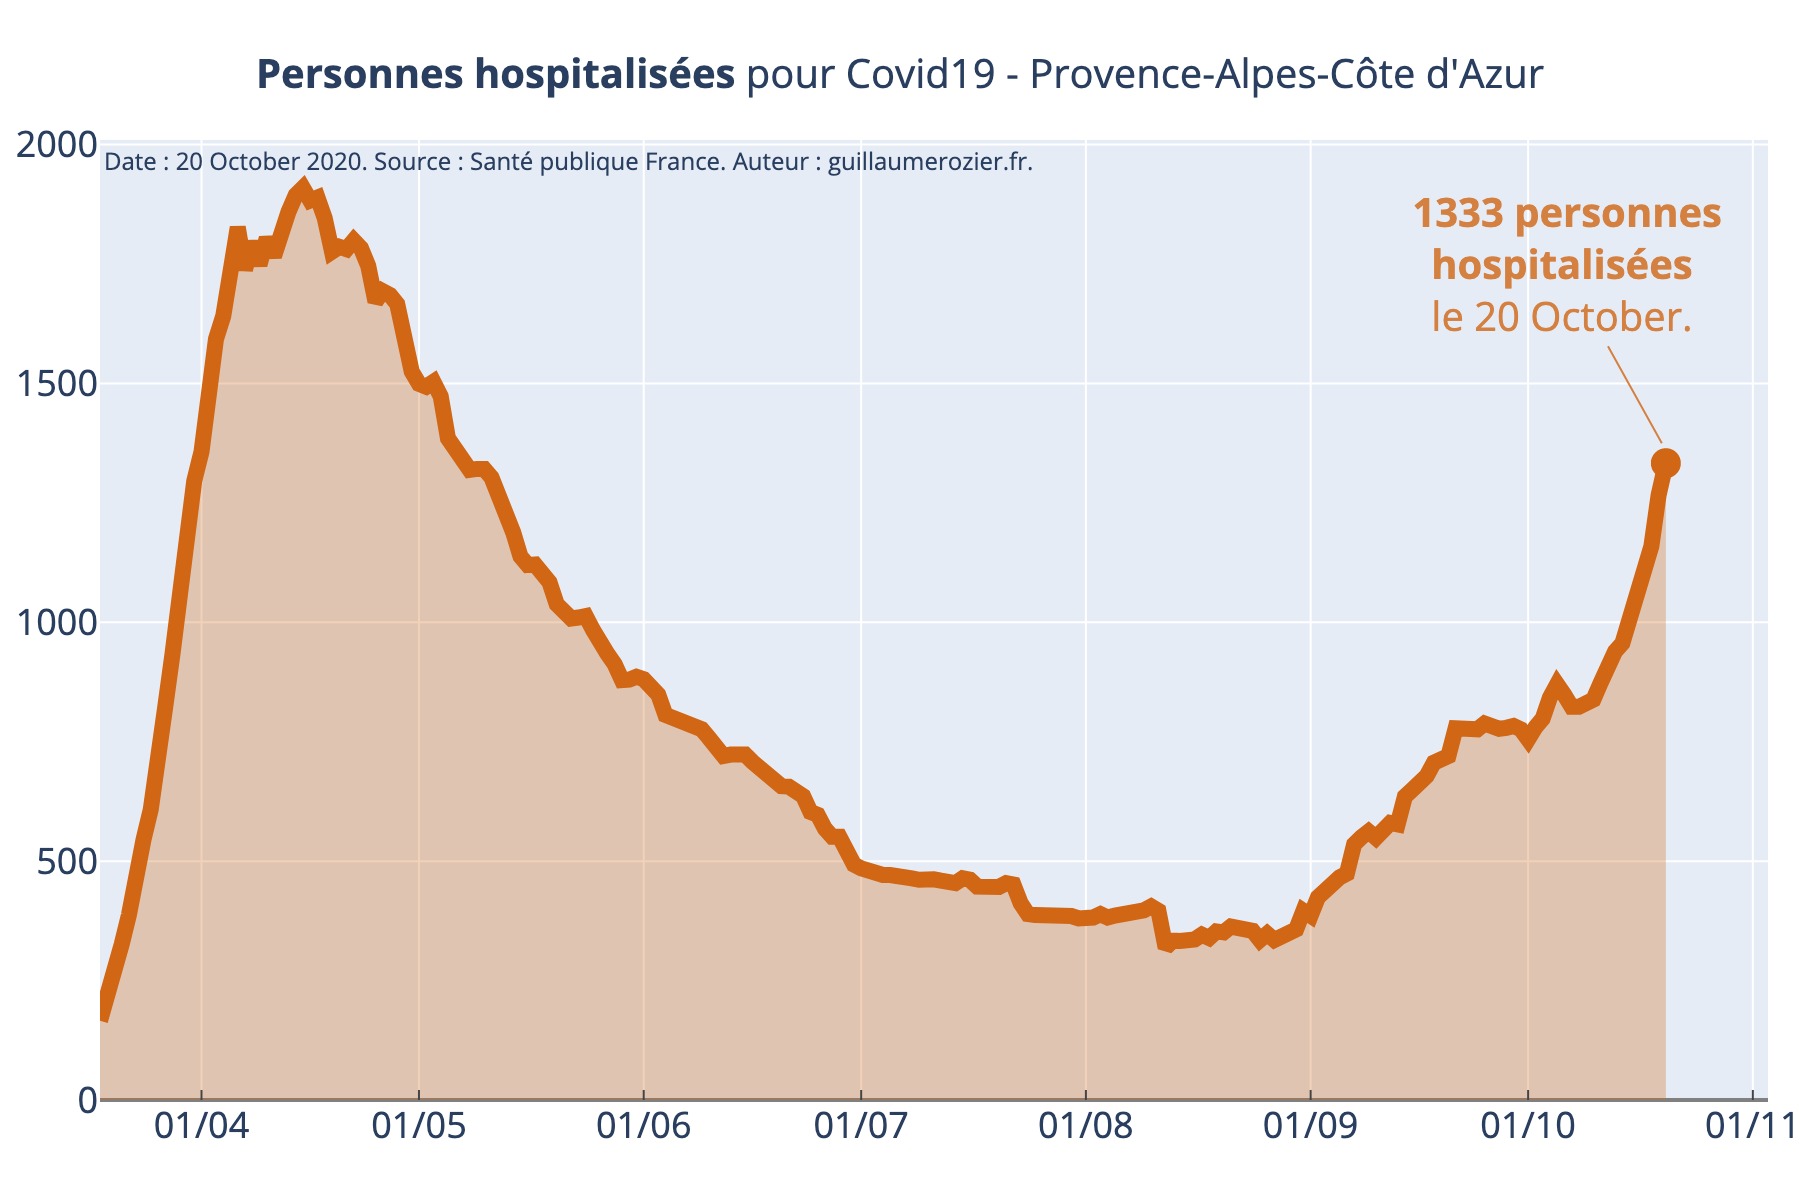 Personnes hospitalisées pour Covid19 - Provence-Alpes-Côte d'Azur
2000
Date : 20 October 2020. Source : Santé publique France. Auteur : guillaumerozier.fr.
1333 personnes
hospitalisées
le 20 October.
1500
1000
500
0
01/04 01/05 01/06 01/07 01/08 01/09 01/10 01/11